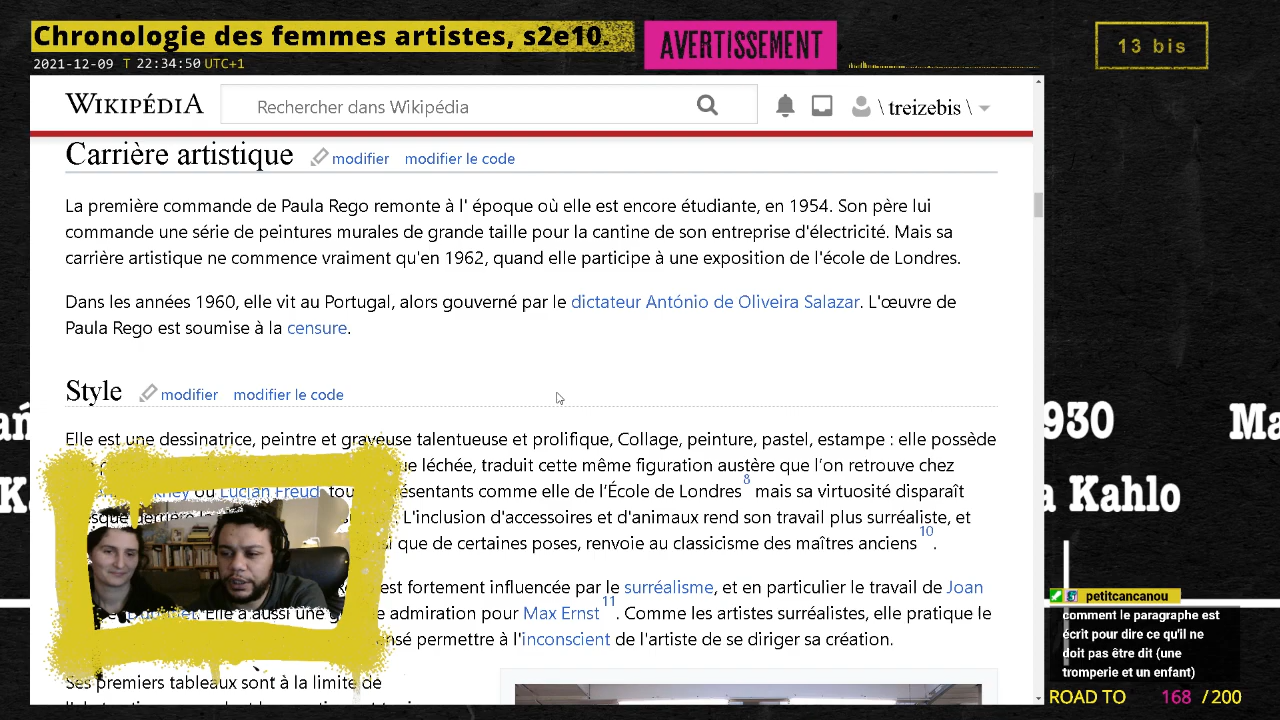 Chronologie des femmes artistes, s2e10.
AVERTISSEMENT
13 bis
2021-12-09 T 22:34:50 UTC+1
WIKIPÉDIA
Rechercher dans Wikipédia
\ treizebis \
Carrière artistique modifier modifier le code
La première commande de Paula Rego remonte à l' époque où elle est encore étudiante, en 1954. Son père lui
commande une série de peintures murales de grande taille pour la cantine de son entreprise d'électricité. Mais sa
carrière artistique ne commence vraiment qu'en 1962, quand elle participe à une exposition de l'école de Londres.
Dans les années 1960, elle vit au Portugal, alors gouverné par le dictateur António de Oliveira Salazar. L'œuvre de
Paula Rego est soumise à la censure.
Style modifier modifier le code
Elle est une dessinatrice, peintre et graveuse talentueuse et prolifique, Collage, peinture, pastel, estampe : elle possède
léchée, traduit cette même figuration austère que l'on retrouve chez
ou Lucian Freud, comme elle de l'École de Londres 8 mais sa virtuosité disparaît
L'inclusion d'accessoires et d'animaux rend son travail plus surréaliste, et
que de certaines poses, renvoie au classicisme des maîtres anciens 10.
est fortement influencée par le surréalisme, et en particulier le travail de Joan
Elle a aussi une admiration pour Max Ernst 11. Comme les artistes surréalistes, elle pratique le
permettre à l'inconscient de l'artiste de se diriger sa création.
Ses premiers tableaux sont à la limite de
930
Ma
Kahlo
petitcancanou
comment le paragraphe est
écrit pour dire ce qu'il ne
doit pas être dit (une
tromperie et un enfant)
ROAD TO 168 / 200